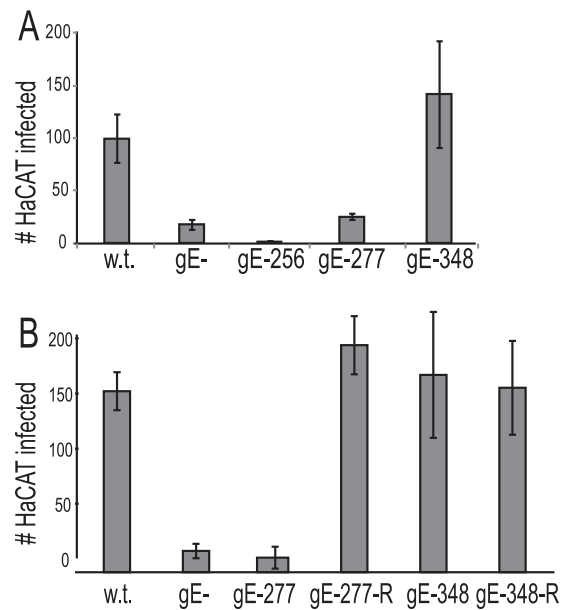 A
# HaCAT infected
200
150
100
50
0
w.t. gE- gE-256 gE-277 gE-348
B
# HaCAT infected
200
150
100
50
0
w.t. gE- gE-277 gE-277-R gE-348 gE-348-R